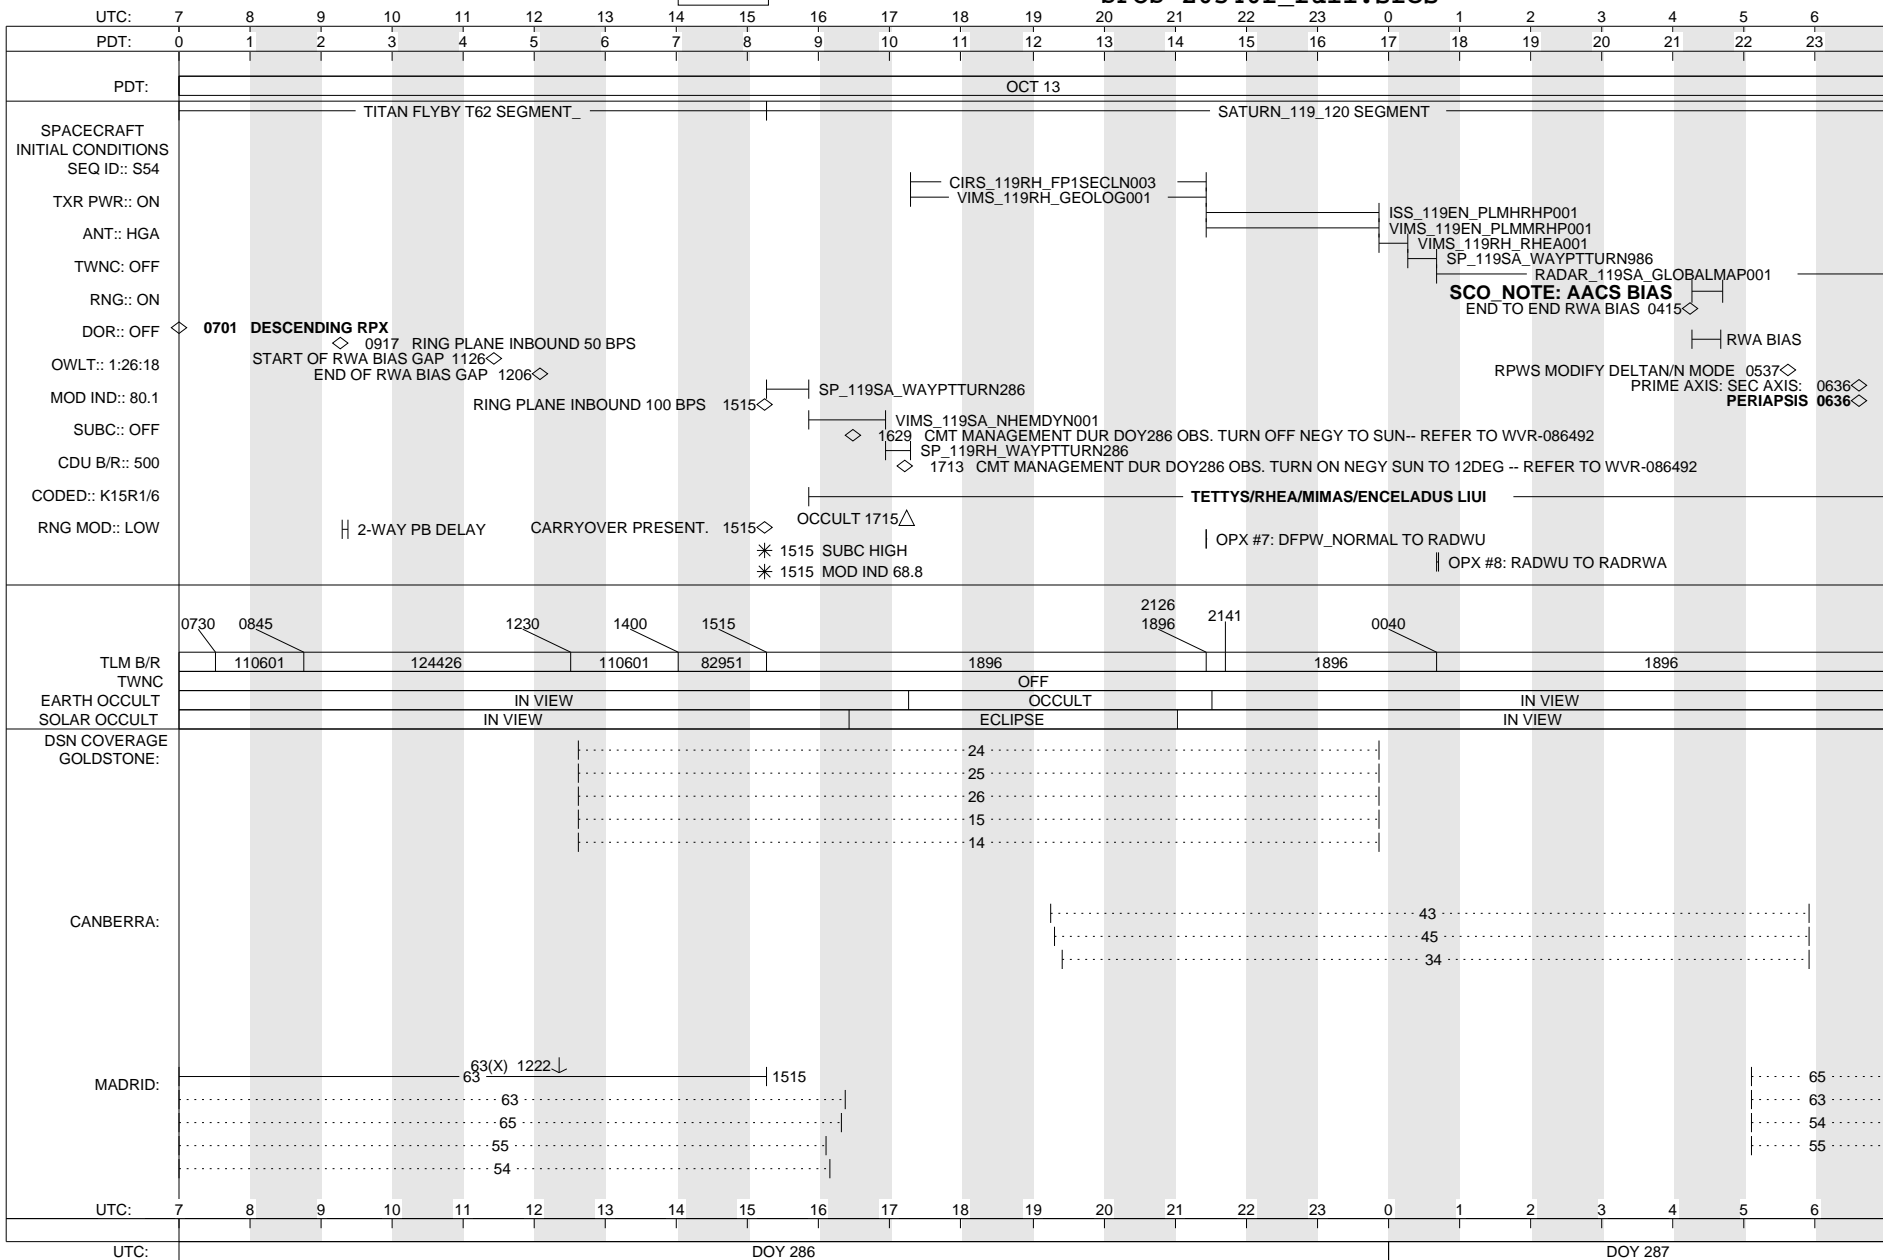 UTC: 7 8 9 10 11 12 13 14 15 16 17 18 19 20 21 22 22 23 0 1 2 3 4 5 6
PDT: 0 1 2 3 4 5 6 7 8 9 10 11 12 13 14 15 16 17 18 19 20 21 22 23
PDT: OCT 13
TITAN FLYBY T62 SEGMENT_ SATURN_119_120 SEGMENT
SPACECRAFT
INITIAL CONDITIONS
SEQ ID:: S54
CIRS_119RH_FP1SECLN003
VIMS_119RH_GEOLOG001
TXR PWR:: ON
ISS_119EN_PLMHRHP001
VIMS_119EN_PLMMRHP001
ANT:: HGA
VIMS_119RH_RHEA001
SP_119SA_WAYPTTURN986
TWNC: OFF
RADAR_119SA_GLOBALMAP001
SCO_NOTE: AACS BIAS
RNG:: ON
END TO END RWA BIAS 0415
DOR:: OFF
0701 DESCENDING RPX
0917 RING PLANE INBOUND 50 BPS
RWA BIAS
START OF RWA BIAS GAP 1126
OWLT:: 1:26:18
END OF RWA BIAS GAP 1206
RPWS MODIFY DELTAN/N MODE 0537
PRIME AXIS: SEC AXIS: 0636
SP_119SA_WAYPTTURN286
MOD IND:: 80.1
RING PLANE INBOUND 100 BPS 1515
PERIAPSIS 0636
VIMS_119SA_NHEMDYN001
SUBC:: OFF
1629 CMT MANAGEMENT DUR DOY286 OBS. TURN OFF NEGY TO SUN-- REFER TO WVR-086492
SP_119RH_WAYPTTURN286
CDU B/R:: 500
1713 CMT MANAGEMENT DUR DOY286 OBS. TURN ON NEGY SUN TO 12DEG -- REFER TO WVR-086492
CODED:: K15R1/6
TETTYS/RHEA/MIMAS/ENCELADUS LIUI
OCCULT 1715
RNG MOD:: LOW
2-WAY PB DELAY
CARRYOVER PRESENT. 1515
OPX #7: DFPW_NORMAL TO RADWU
1515 SUBC HIGH
OPX #8: RADWU TO RADRWA
1515 MOD IND 68.8
2126
0730 0845 1230 1400 1515 1896 2141 0040
TLM B/R 110601 124426 110601 82951 1896 1896 1896
TWNC OFF
EARTH OCCULT IN VIEW OCCULT IN VIEW
SOLAR OCCULT IN VIEW ECLIPSE IN VIEW
DSN COVERAGE
GOLDSTONE:
24
25
26
15
14
CANBERRA:
43
45
34
63(X) 1222
MADRID:
63 1515 65
63 63
65 54
55 55
54
UTC: 7 8 9 10 11 12 13 14 15 16 17 18 19 20 21 22 23 0 1 2 3 4 5 6
UTC: DOY 286 DOY 287